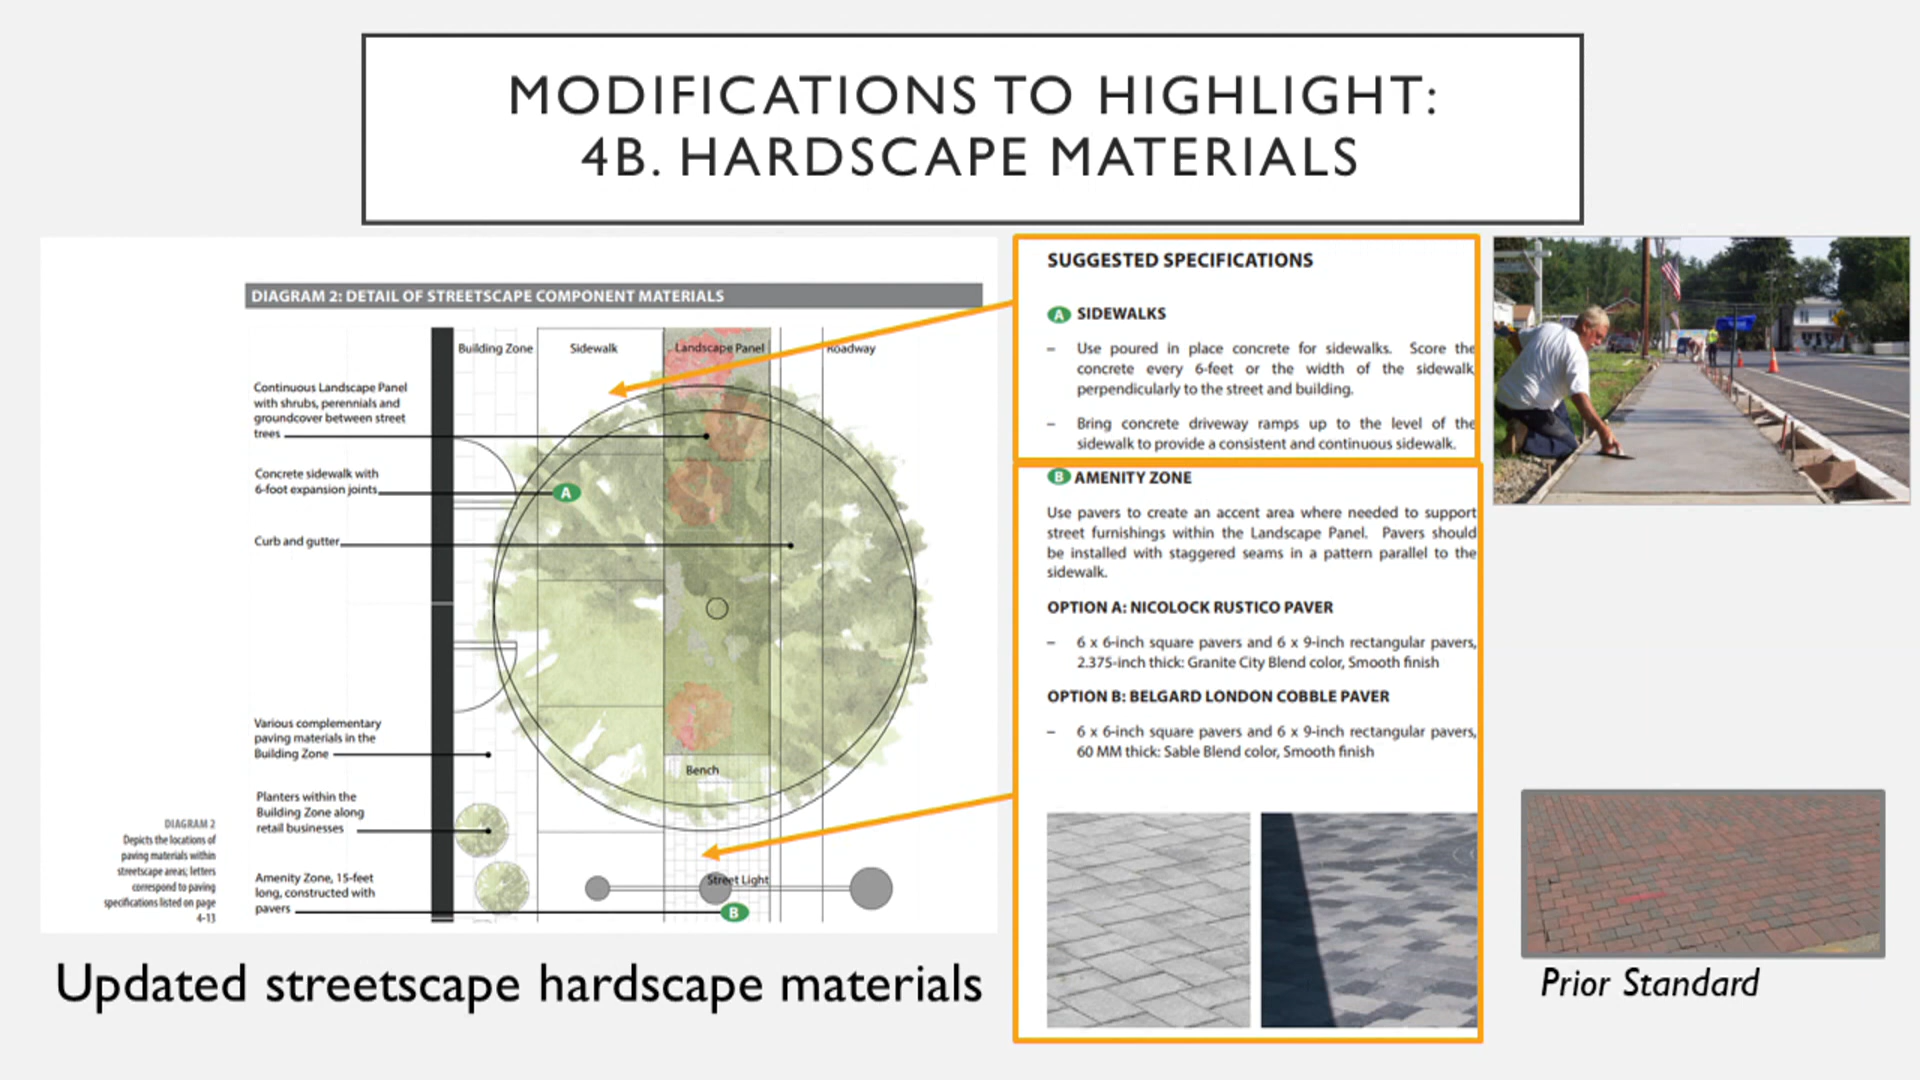 MODIFICATIONS TO HIGHLIGHT:
4B. HARDSCAPE MATERIALS
DIAGRAM 2: DETAIL OF STREETSCAPE COMPONENT MATERIALS
Building Zone
Sidewalk
Landscape Panel
Roadway
Continuous Landscape Panel
with shrubs, perennials and
groundcover between street
trees
Concrete sidewalk with
6-foot expansion joints
A
Curb and gutter
Various complementary
paving materials in the
Building Zone
Bench
Planters within the
Building Zone along
retail businesses
Amenity Zone, 15-feet
long, constructed with
pavers
Street Light
B
DIAGRAM 2
Depicts the locations of
paving materials within
streetscape areas; letters
correspond to paving
specifications listed on page
4-13
Updated streetscape hardscape materials
SUGGESTED SPECIFICATIONS
A SIDEWALKS
– Use poured in place concrete for sidewalks. Score the
concrete every 6-feet or the width of the sidewalk
perpendicularly to the street and building.
– Bring concrete driveway ramps up to the level of the
sidewalk to provide a consistent and continuous sidewalk.
B AMENITY ZONE
Use pavers to create an accent area where needed to support
street furnishings within the Landscape Panel. Pavers should
be installed with staggered seams in a pattern parallel to the
sidewalk.
OPTION A: NICOLOCK RUSTICO PAVER
– 6 x 6-inch square pavers and 6 x 9-inch rectangular pavers,
2.375-inch thick: Granite City Blend color, Smooth finish
OPTION B: BELGARD LONDON COBBLE PAVER
– 6 x 6-inch square pavers and 6 x 9-inch rectangular pavers,
60 MM thick: Sable Blend color, Smooth finish
Prior Standard